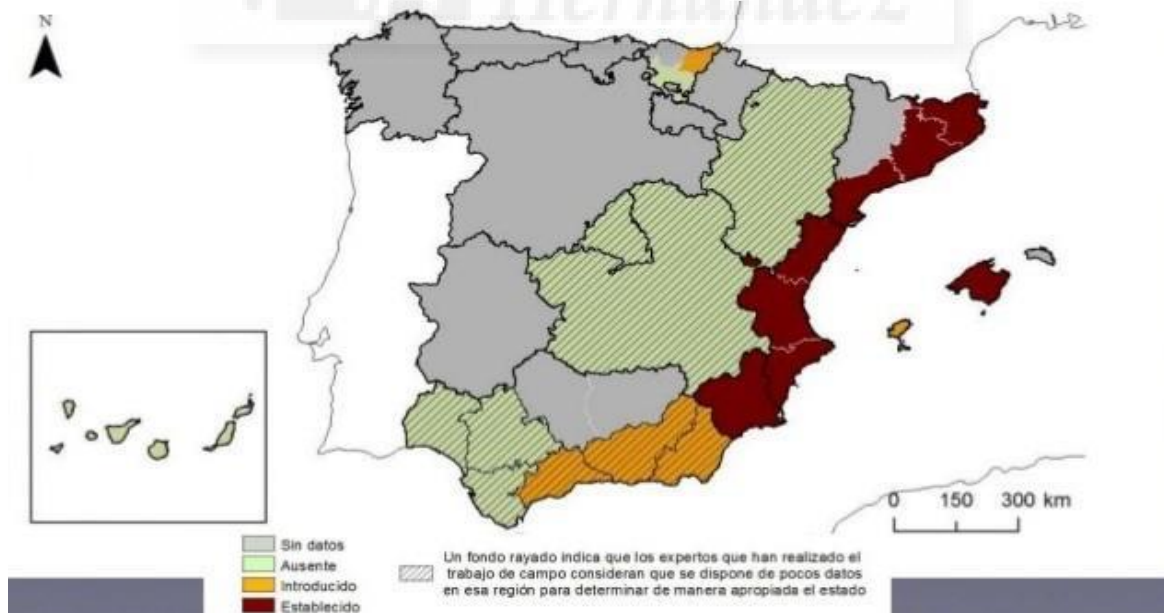 Hernández
N
0 150 300 km
Sin datos
Ausente
Introducido
Establecido
Un fondo rayado indica que los expertos que han realizado el
trabajo de campo consideran que se dispone de pocos datos
en esa región para determinar de manera apropiada el estado